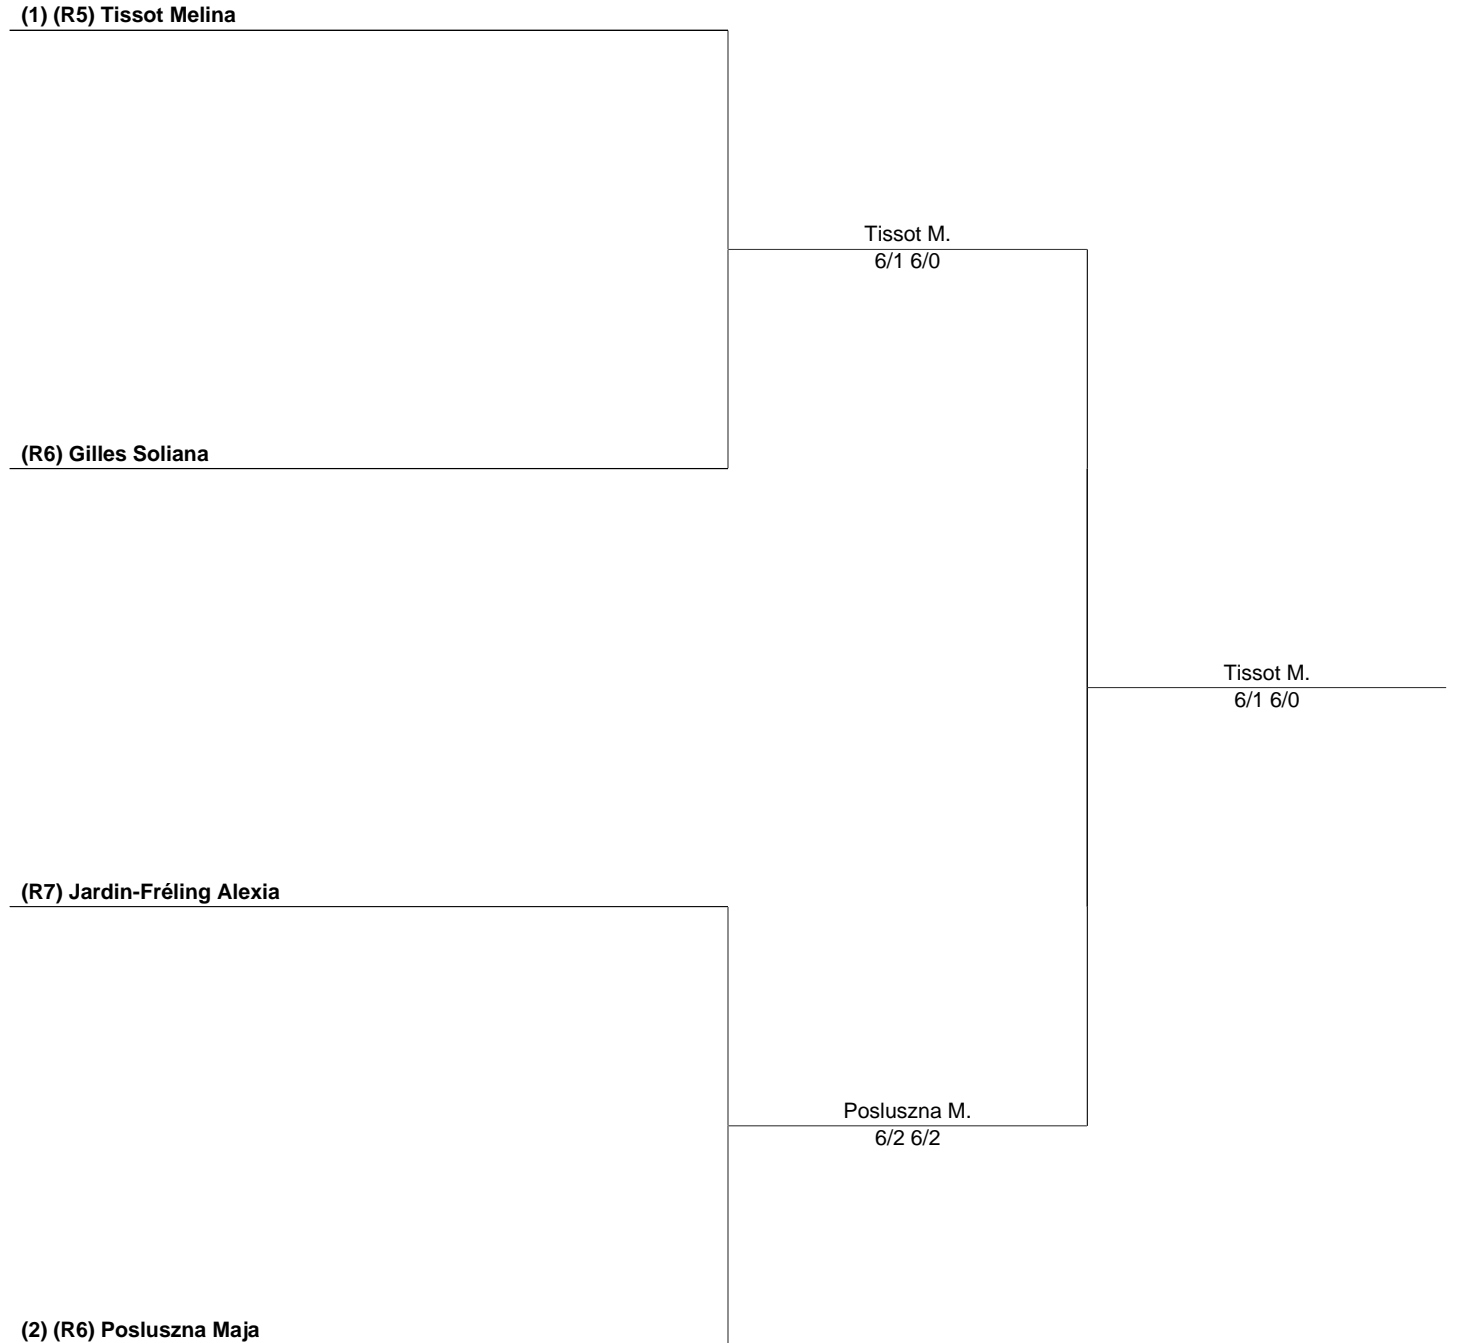 (1) (R5) Tissot Melina
Tissot M.
6/1 6/0
(R6) Gilles Soliana
Tissot M.
6/1 6/0
(R7) Jardin-Fréling Alexia
Posluszna M.
6/2 6/2
(2) (R6) Posluszna Maja